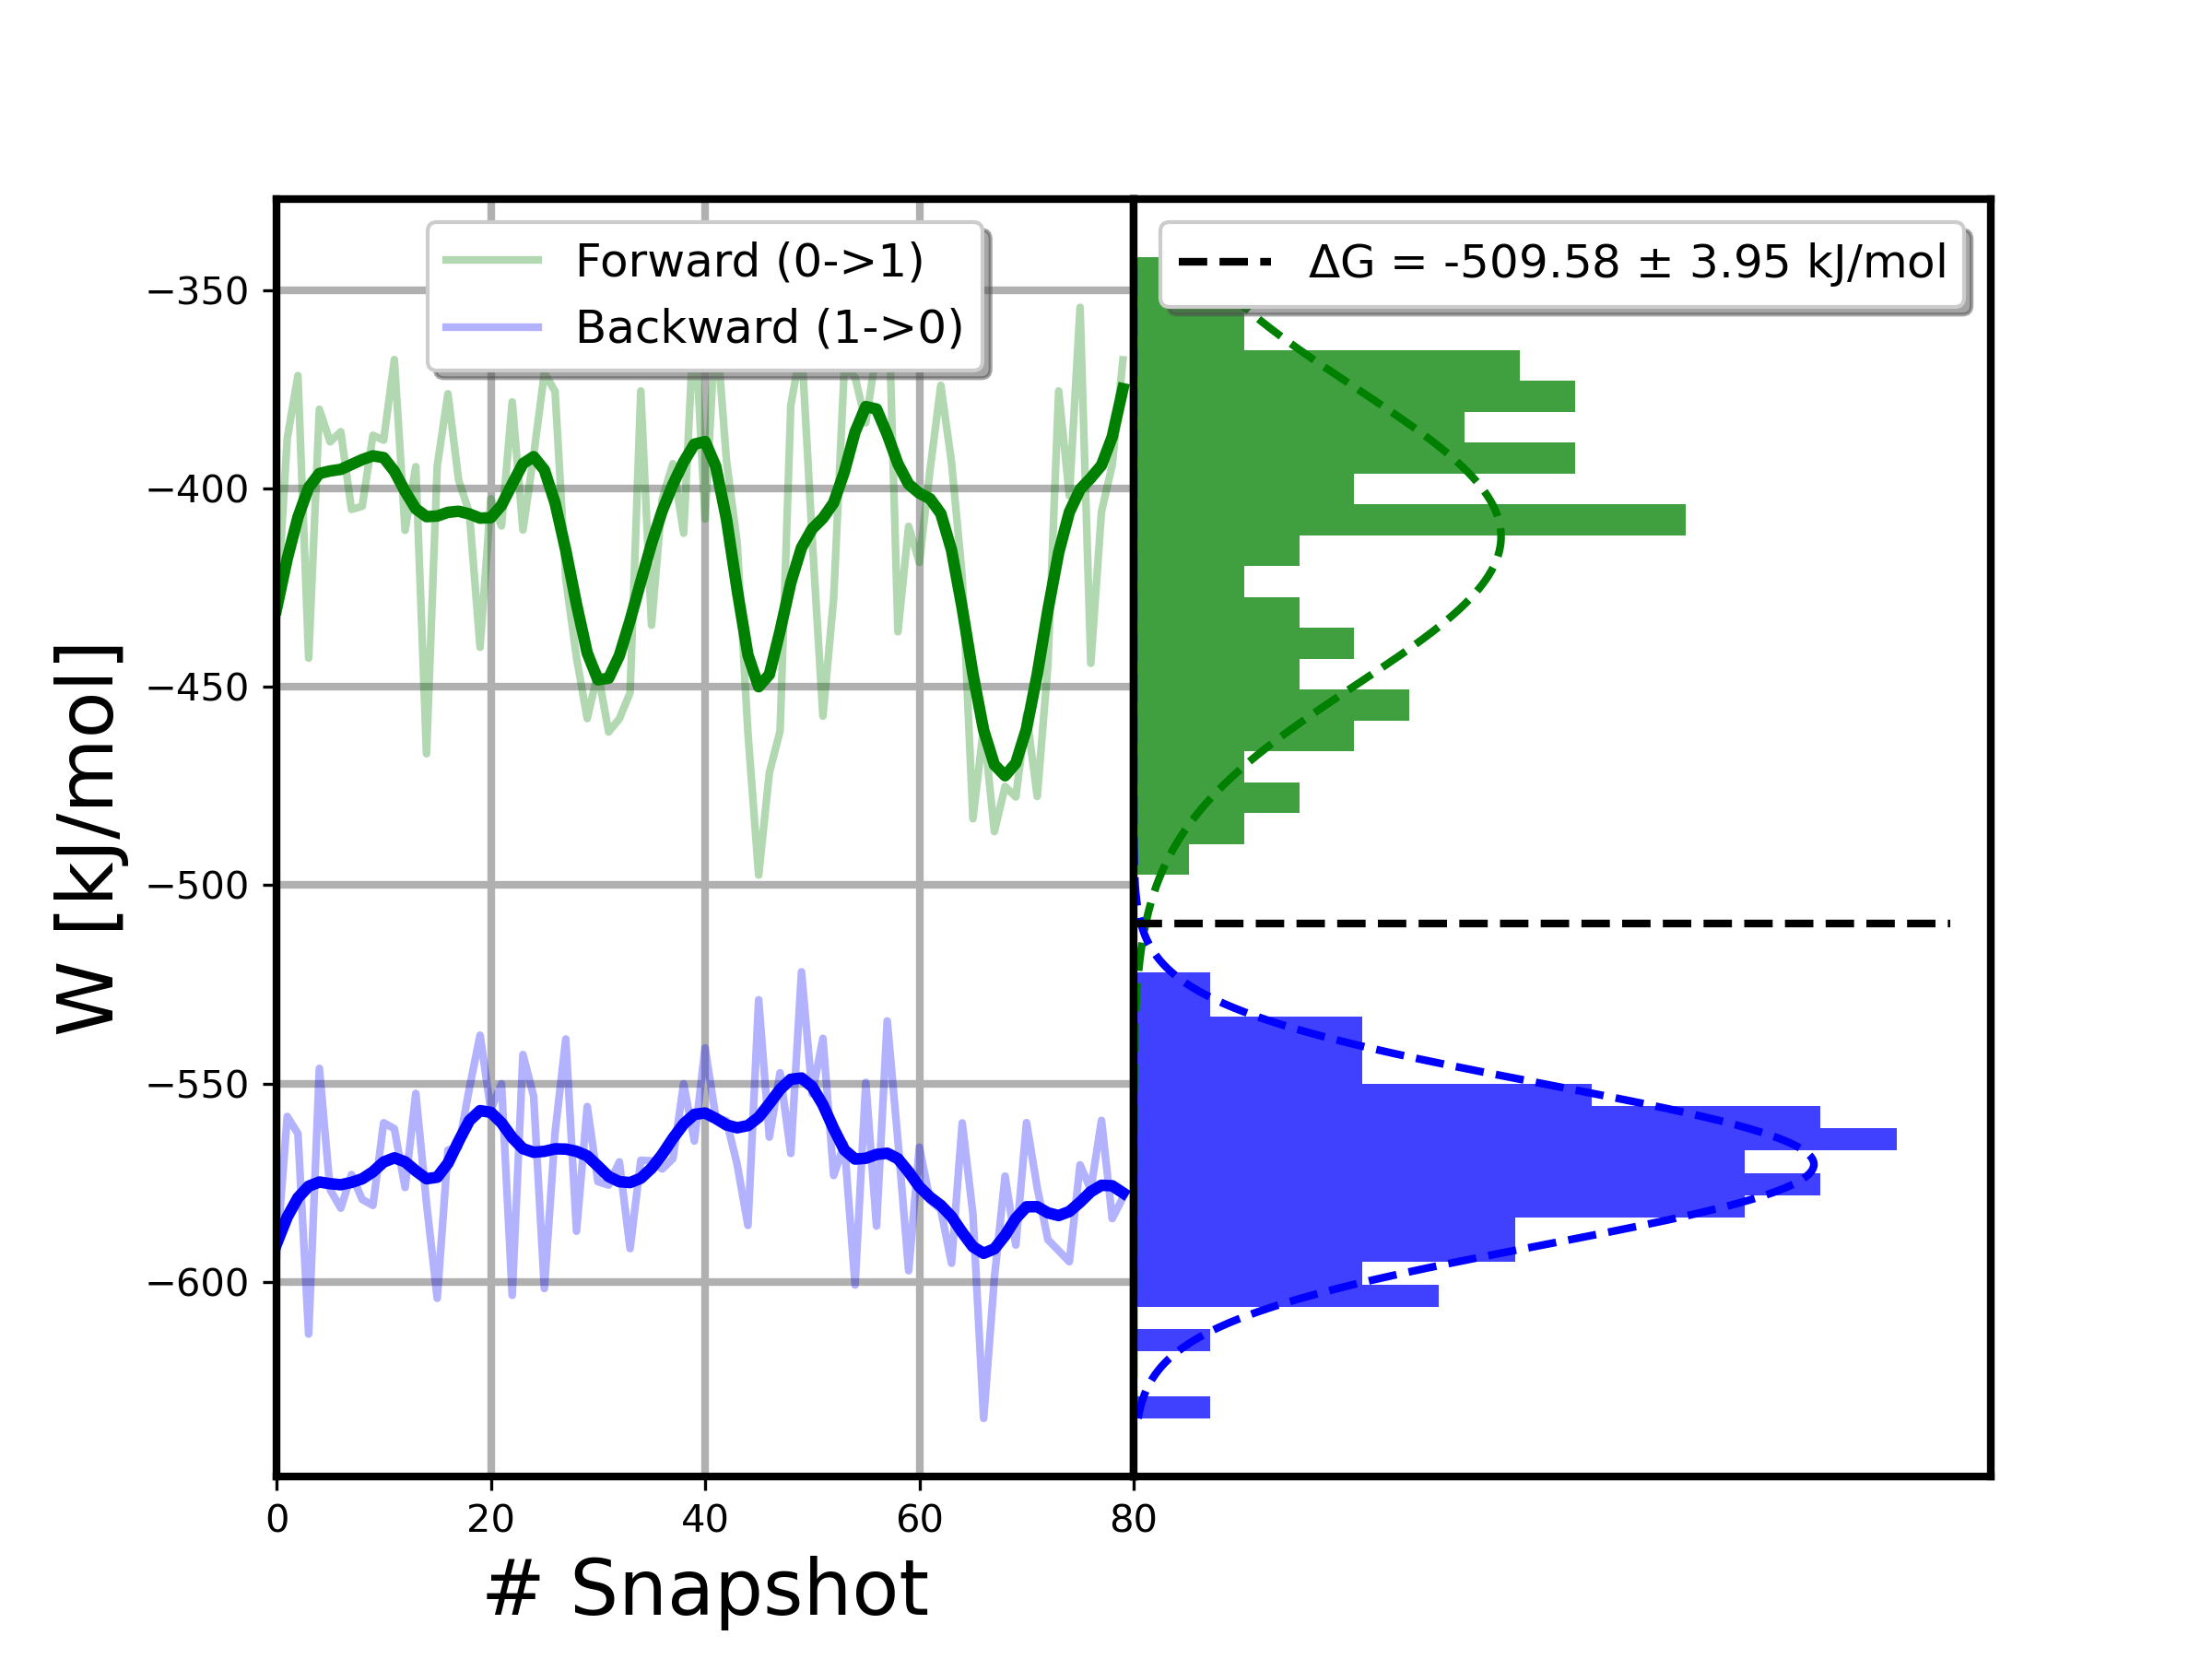 Forward (0->1)
Backward (1->0)
ΔG = -509.58 ± 3.95 kJ/mol
−350
−400
−450
−500
−550
−600
W [kJ/mol]
0
20
40
60
80
# Snapshot